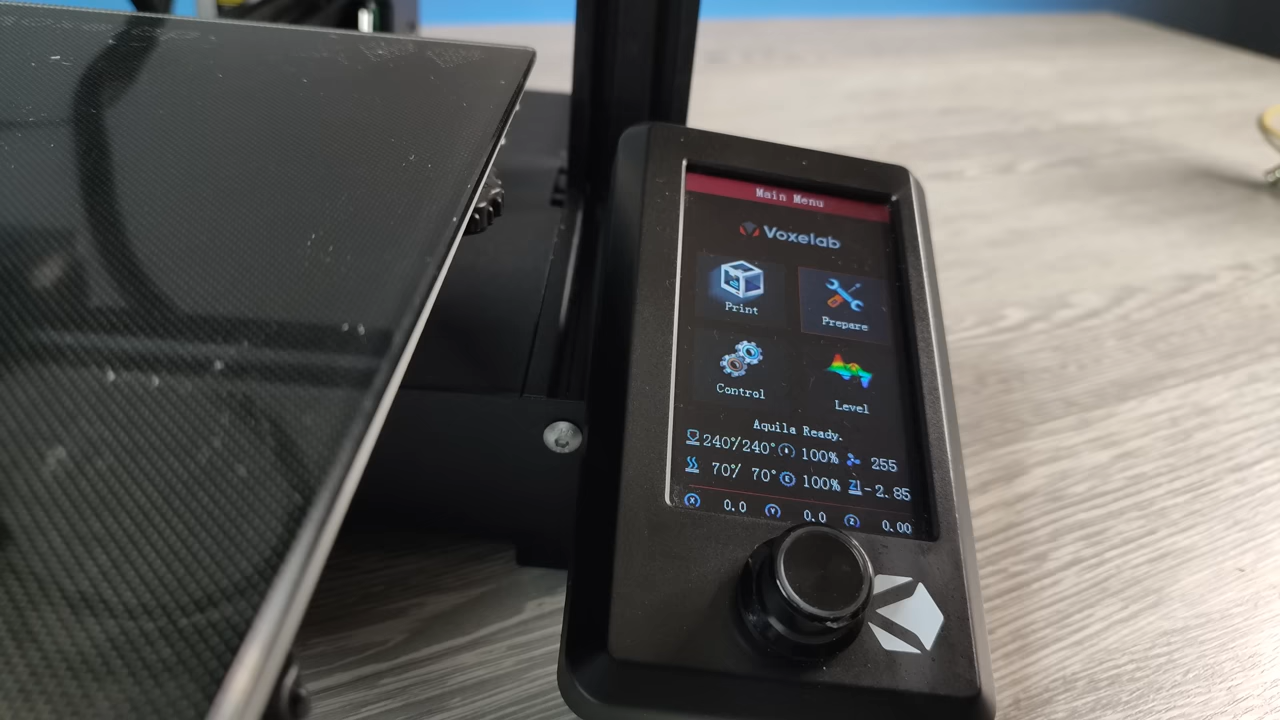 Main Menu
Voxelab
Print Prepare
Control Level
Aquila Ready.
240/240° 100% 255
70/ 70° E 100% Z -2.85
X 0.0 Y 0.0 Z 0.00